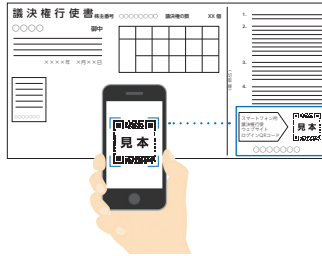 議決権行使書 株主番号 ○○○○○○○○ 議決権の数 XX 個
○○○○ 御中
××××年 ×月××日
1.
2.
3.
4.
スマートフォン用
議決権行使
ウェブサイト
ログインQRコード
見本
○○○○○○○
見本